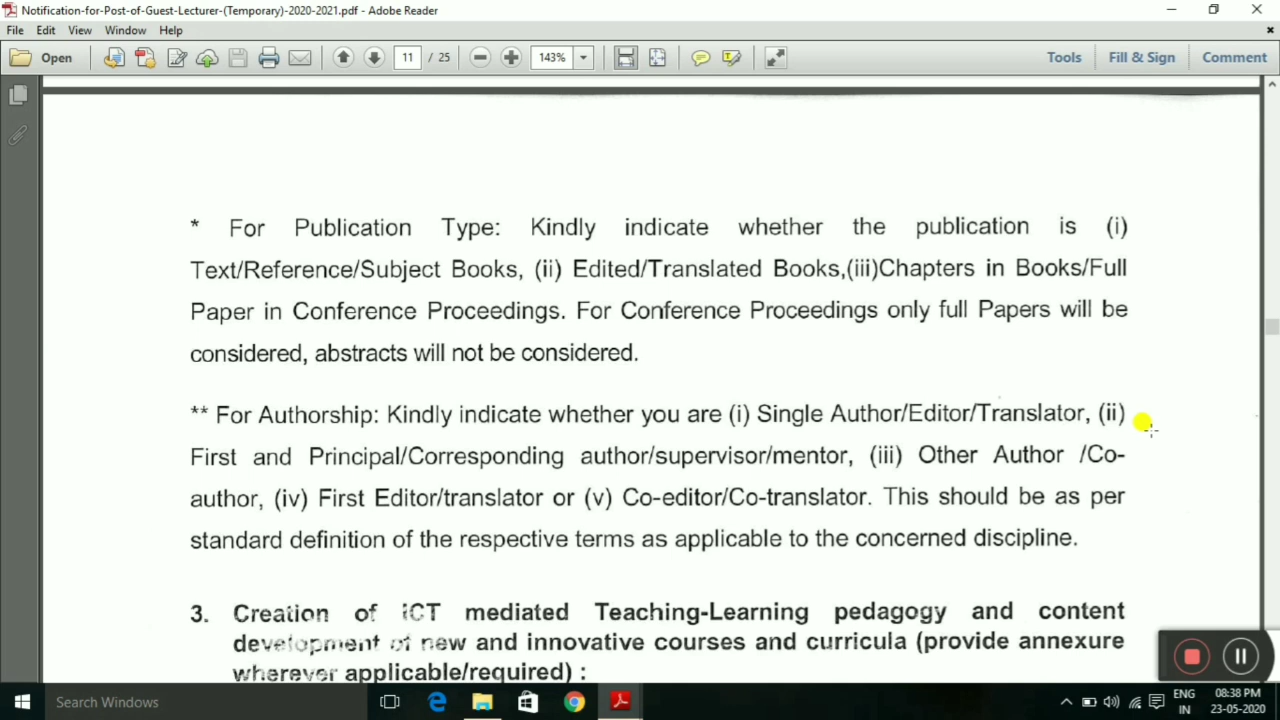 Notification-for-Post-of-Guest-Lecturer-(Temporary)-2020-2021.pdf - Adobe Reader
File Edit View Window Help
Open 11 / 25 143% Tools Fill & Sign Comment
* For Publication Type: Kindly indicate whether the publication is (i)
Text/Reference/Subject Books, (ii) Edited/Translated Books,(iii)Chapters in Books/Full
Paper in Conference Proceedings. For Conference Proceedings only full Papers will be
considered, abstracts will not be considered.
** For Authorship: Kindly indicate whether you are (i) Single Author/Editor/Translator, (ii)
First and Principal/Corresponding author/supervisor/mentor, (iii) Other Author /Co-
author, (iv) First Editor/translator or (v) Co-editor/Co-translator. This should be as per
standard definition of the respective terms as applicable to the concerned discipline.
3. Creation of ICT mediated Teaching-Learning pedagogy and content
development of new and innovative courses and curricula (provide annexure
wherever applicable/required) :
Search Windows
ENG 08:38 PM
IN 23-05-2020